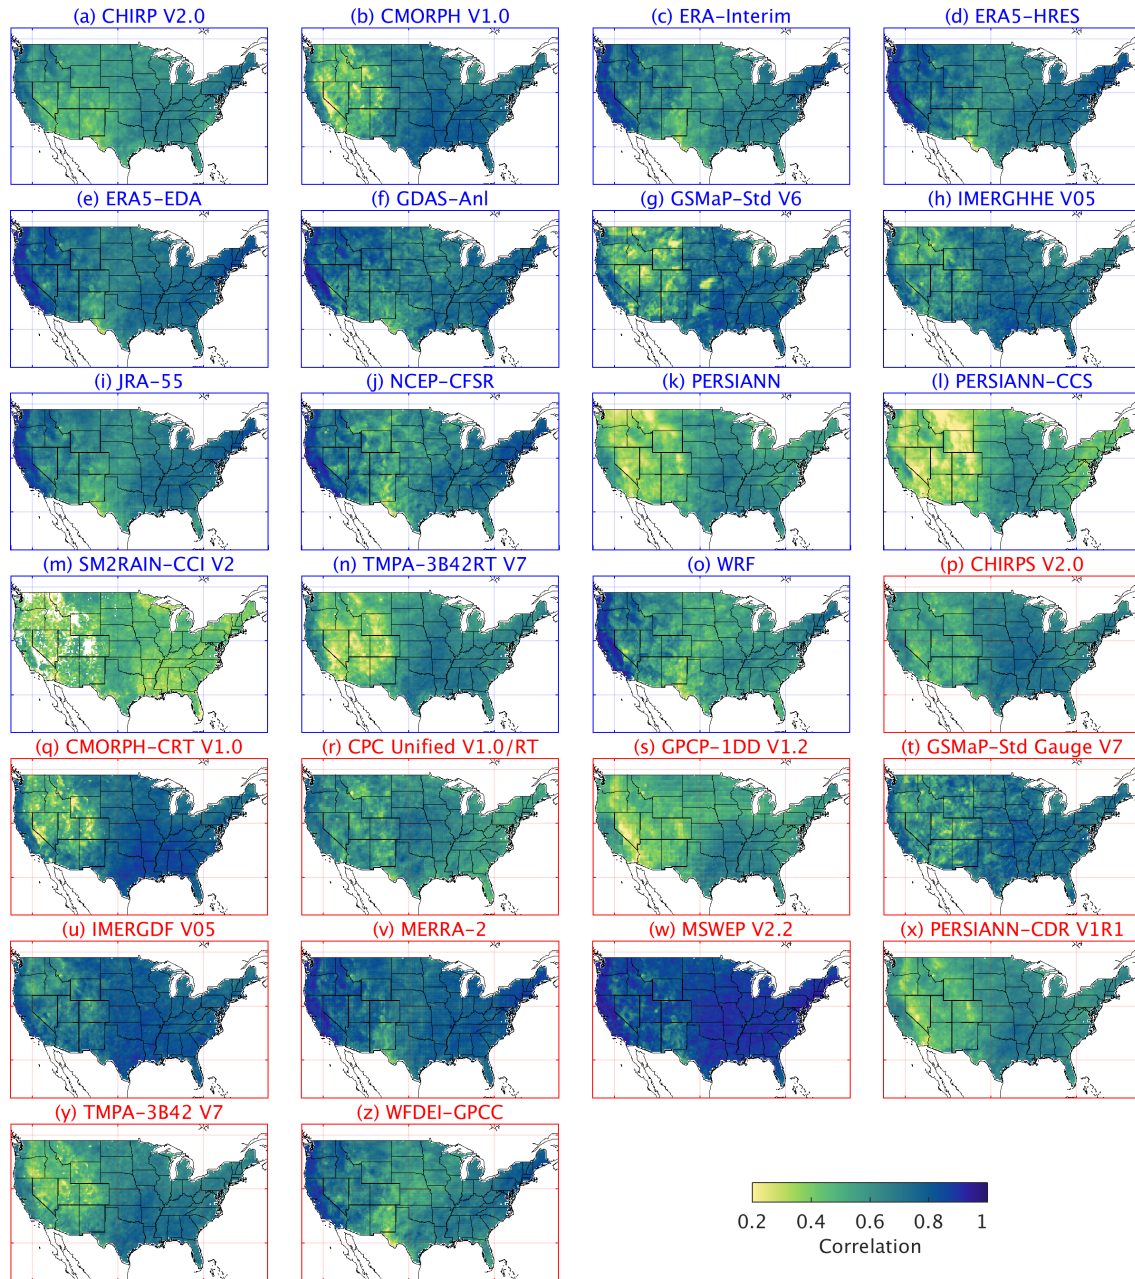 (a) CHIRP V2.0
(b) CMORPH V1.0
(c) ERA-Interim
(d) ERA5-HRES
(e) ERA5-EDA
(f) GDAS-Anl
(g) GSMaP-Std V6
(h) IMERGHHE V05
(i) JRA-55
(j) NCEP-CFSR
(k) PERSIANN
(l) PERSIANN-CCS
(m) SM2RAIN-CCI V2
(n) TMPA-3B42RT V7
(o) WRF
(p) CHIRPS V2.0
(q) CMORPH-CRT V1.0
(r) CPC Unified V1.0/RT
(s) GPCP-1DD V1.2
(t) GSMaP-Std Gauge V7
(u) IMERGDF V05
(v) MERRA-2
(w) MSWEP V2.2
(x) PERSIANN-CDR V1R1
(y) TMPA-3B42 V7
(z) WFDEI-GPCC
0.2 0.4 0.6 0.8 1
Correlation